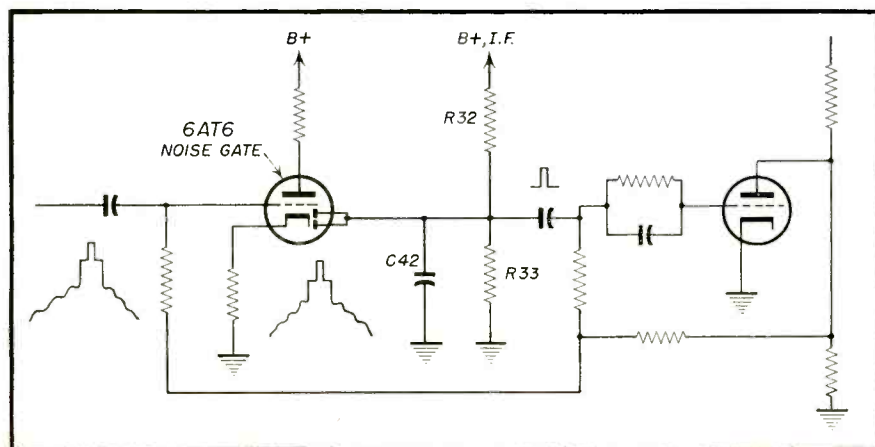 B+
B+, I.F.
R32
6AT6
NOISE GATE
C42
R33